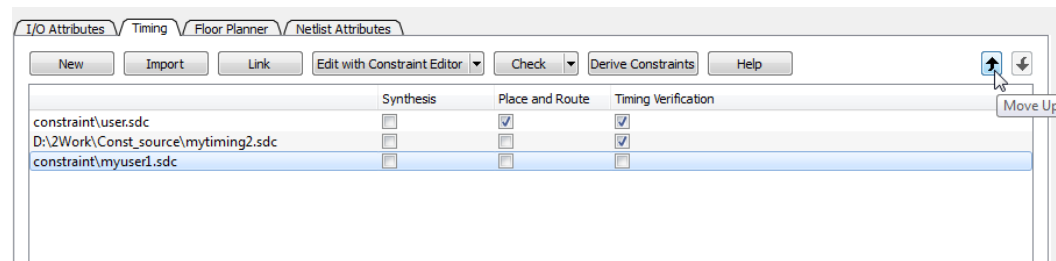 I/O Attributes Timing Floor Planner Netlist Attributes
New Import Link Edit with Constraint Editor Check Derive Constraints Help
Synthesis Place and Route Timing Verification
Move Up
constraint\user.sdc
D:\2Work\Const_source\mytiming2.sdc
constraint\myuser1.sdc